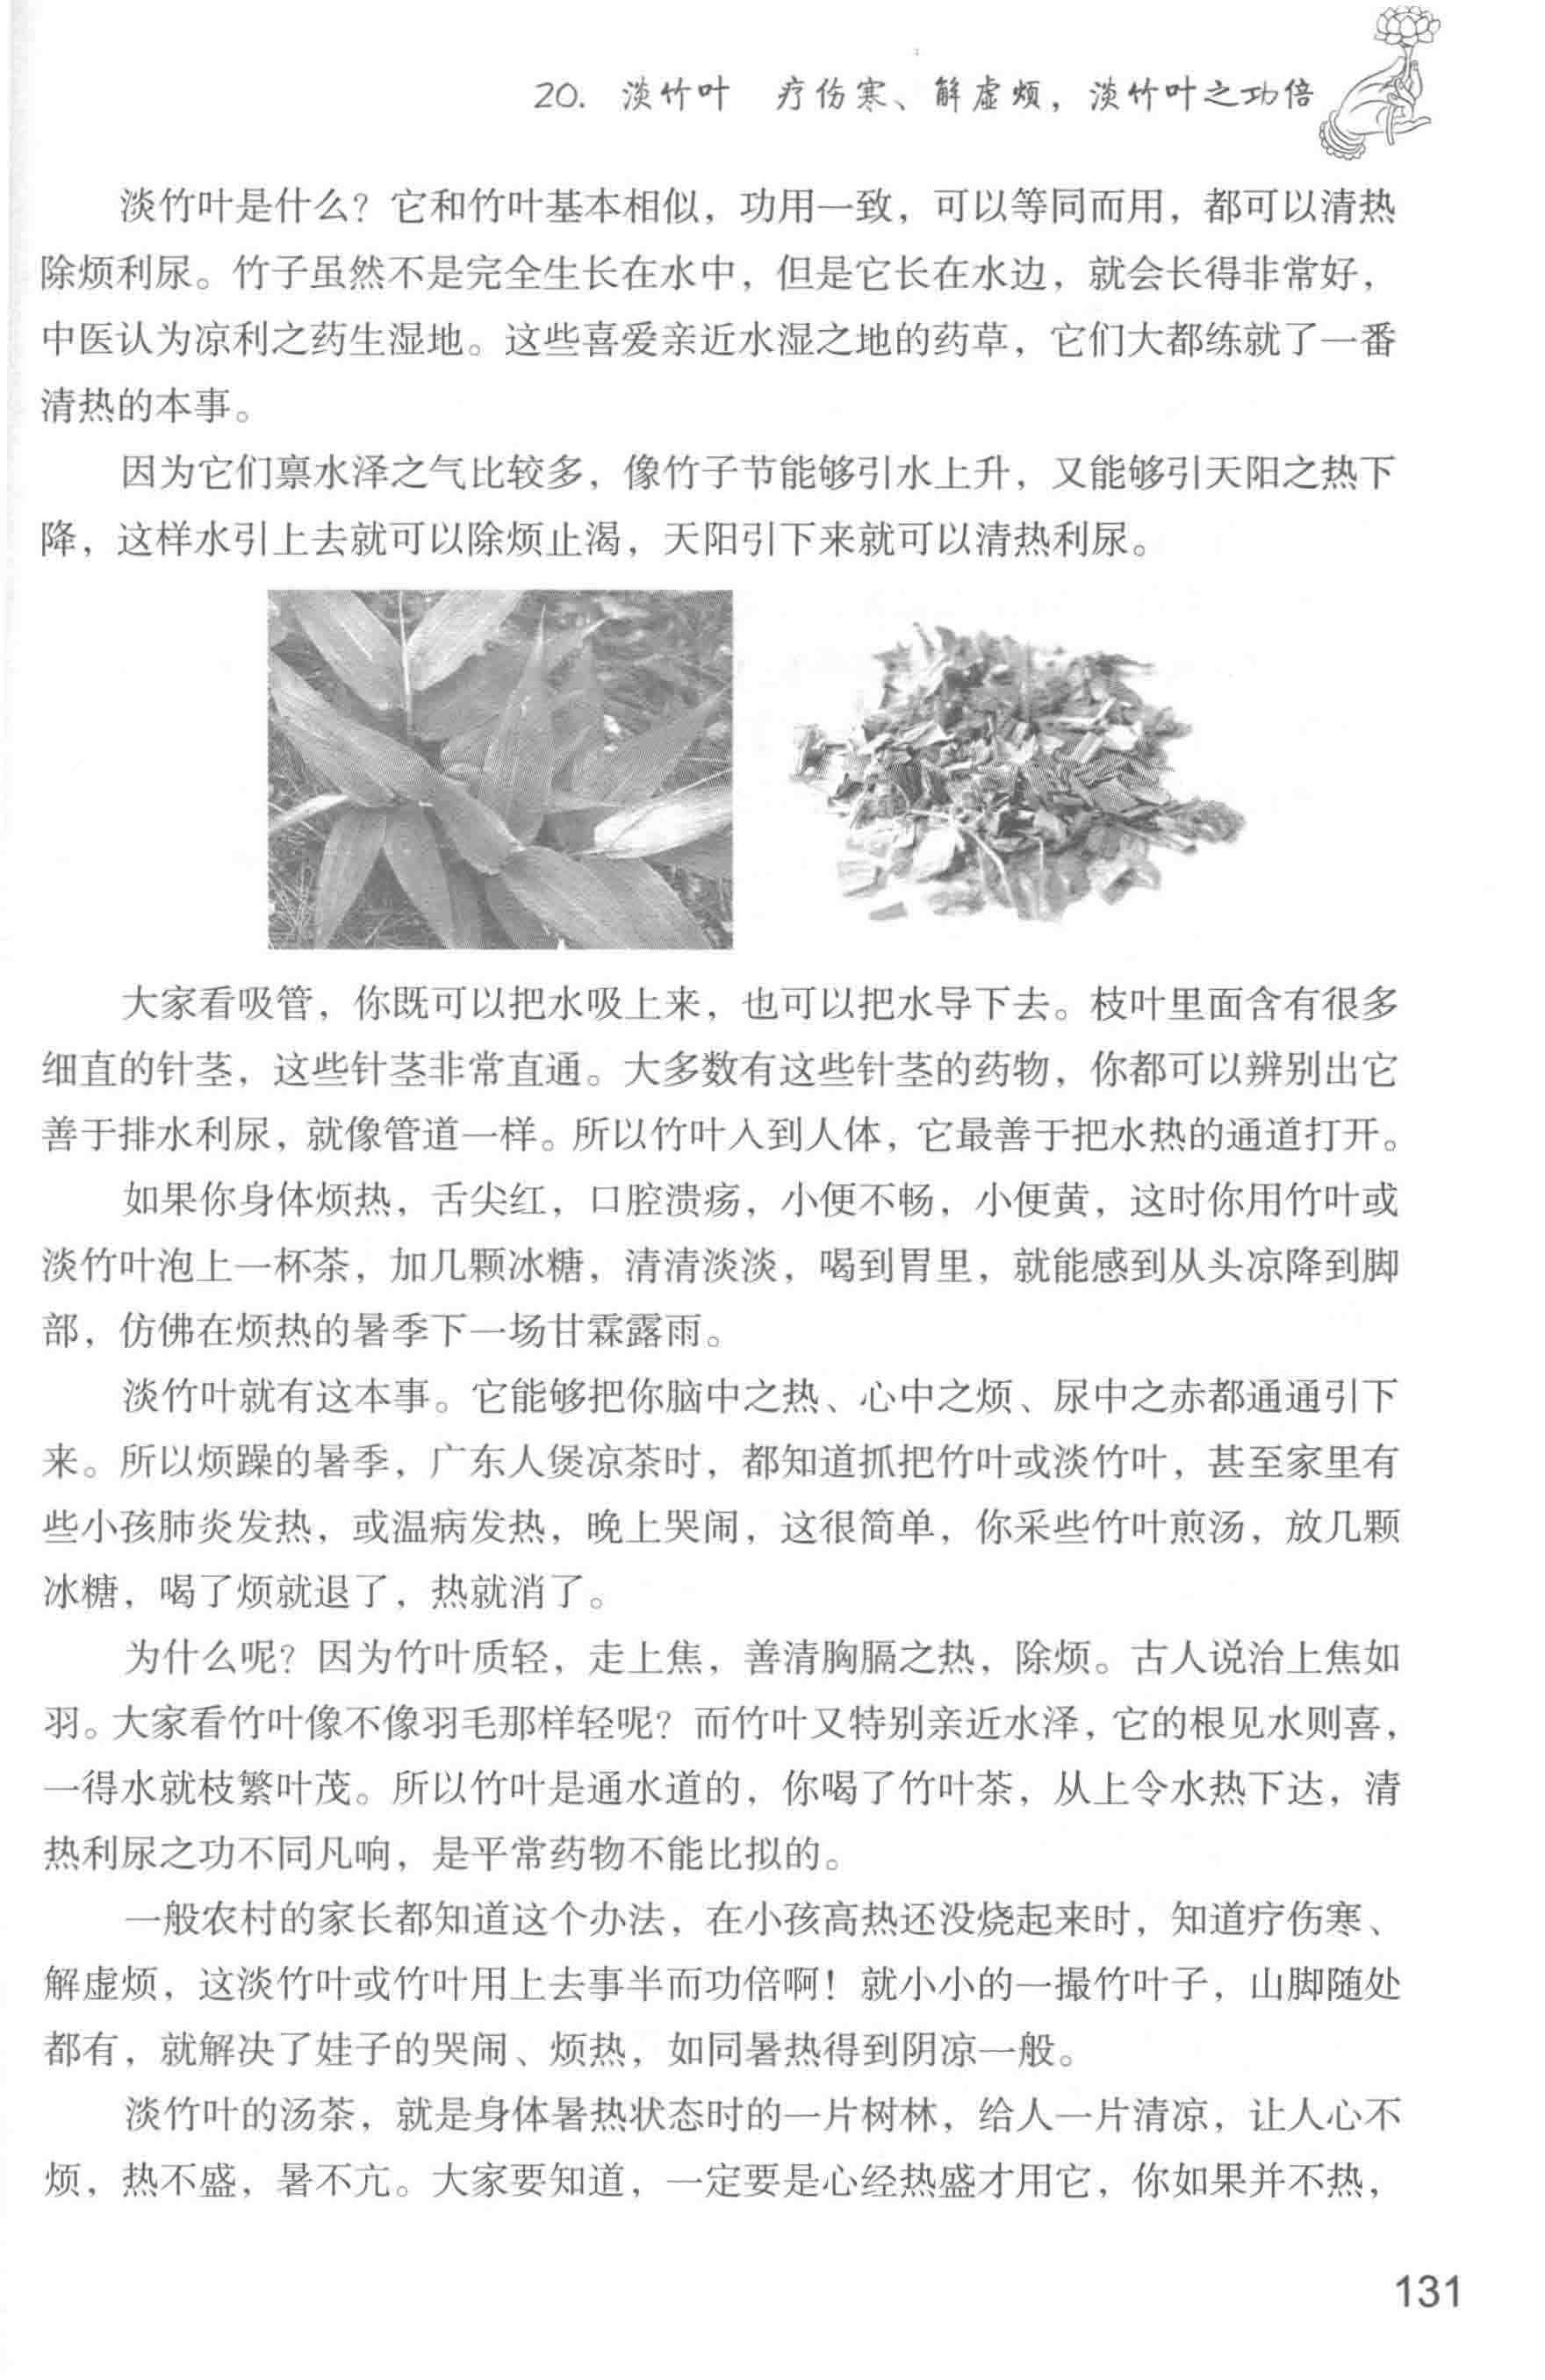 20. 淡竹叶 疗伤寒、解虚烦，淡竹叶之功倍
淡竹叶是什么？它和竹叶基本相似，功用一致，可以等同而用，都可以清热
除烦利尿。竹子虽然不是完全生长在水中，但是它长在水边，就会长得非常好，
中医认为凉利之药生湿地。这些喜爱亲近水湿之地的药草，它们大都练就了一番
清热的本事。
因为它们禀水泽之气比较多，像竹子节能够引水上升，又能够引天阳之热下
降，这样水引上去就可以除烦止渴，天阳引下来就可以清热利尿。
大家看吸管，你既可以把水吸上来，也可以把水导下去。枝叶里面含有很多
细直的针茎，这些针茎非常直通。大多数有这些针茎的药物，你都可以辨别出它
善于排水利尿，就像管道一样。所以竹叶入到人体，它最善于把水热的通道打开。
如果你身体烦热，舌尖红，口腔溃疡，小便不畅，小便黄，这时你用竹叶或
淡竹叶泡上一杯茶，加几颗冰糖，清清淡淡，喝到胃里，就能感到从头凉降到脚
部，仿佛在烦热的暑季下一场甘霖露雨。
淡竹叶就有这本事。它能够把你脑中之热、心中之烦、尿中之赤都通通引下
来。所以烦躁的暑季，广东人煲凉茶时，都知道抓把竹叶或淡竹叶，甚至家里有
些小孩肺炎发热，或温病发热，晚上哭闹，这很简单，你采些竹叶煎汤，放几颗
冰糖，喝了烦就退了，热就消了。
为什么呢？因为竹叶质轻，走上焦，善清胸膈之热，除烦。古人说治上焦如
羽。大家看竹叶像不像羽毛那样轻呢？而竹叶又特别亲近水泽，它的根见水则喜，
一得水就枝繁叶茂。所以竹叶是通水道的，你喝了竹叶茶，从上令水热下达，清
热利尿之功不同凡响，是平常药物不能比拟的。
一般农村的家长都知道这个办法，在小孩高热还没烧起来时，知道疗伤寒、
解虚烦，这淡竹叶或竹叶用上去事半而功倍啊！就小小的一撮竹叶子，山脚随处
都有，就解决了娃子的哭闹、烦热，如同暑热得到阴凉一般。
淡竹叶的汤茶，就是身体暑热状态时的一片树林，给人一片清凉，让人心不
烦，热不盛，暑不亢。大家要知道，一定要是心经热盛才用它，你如果并不热，
131